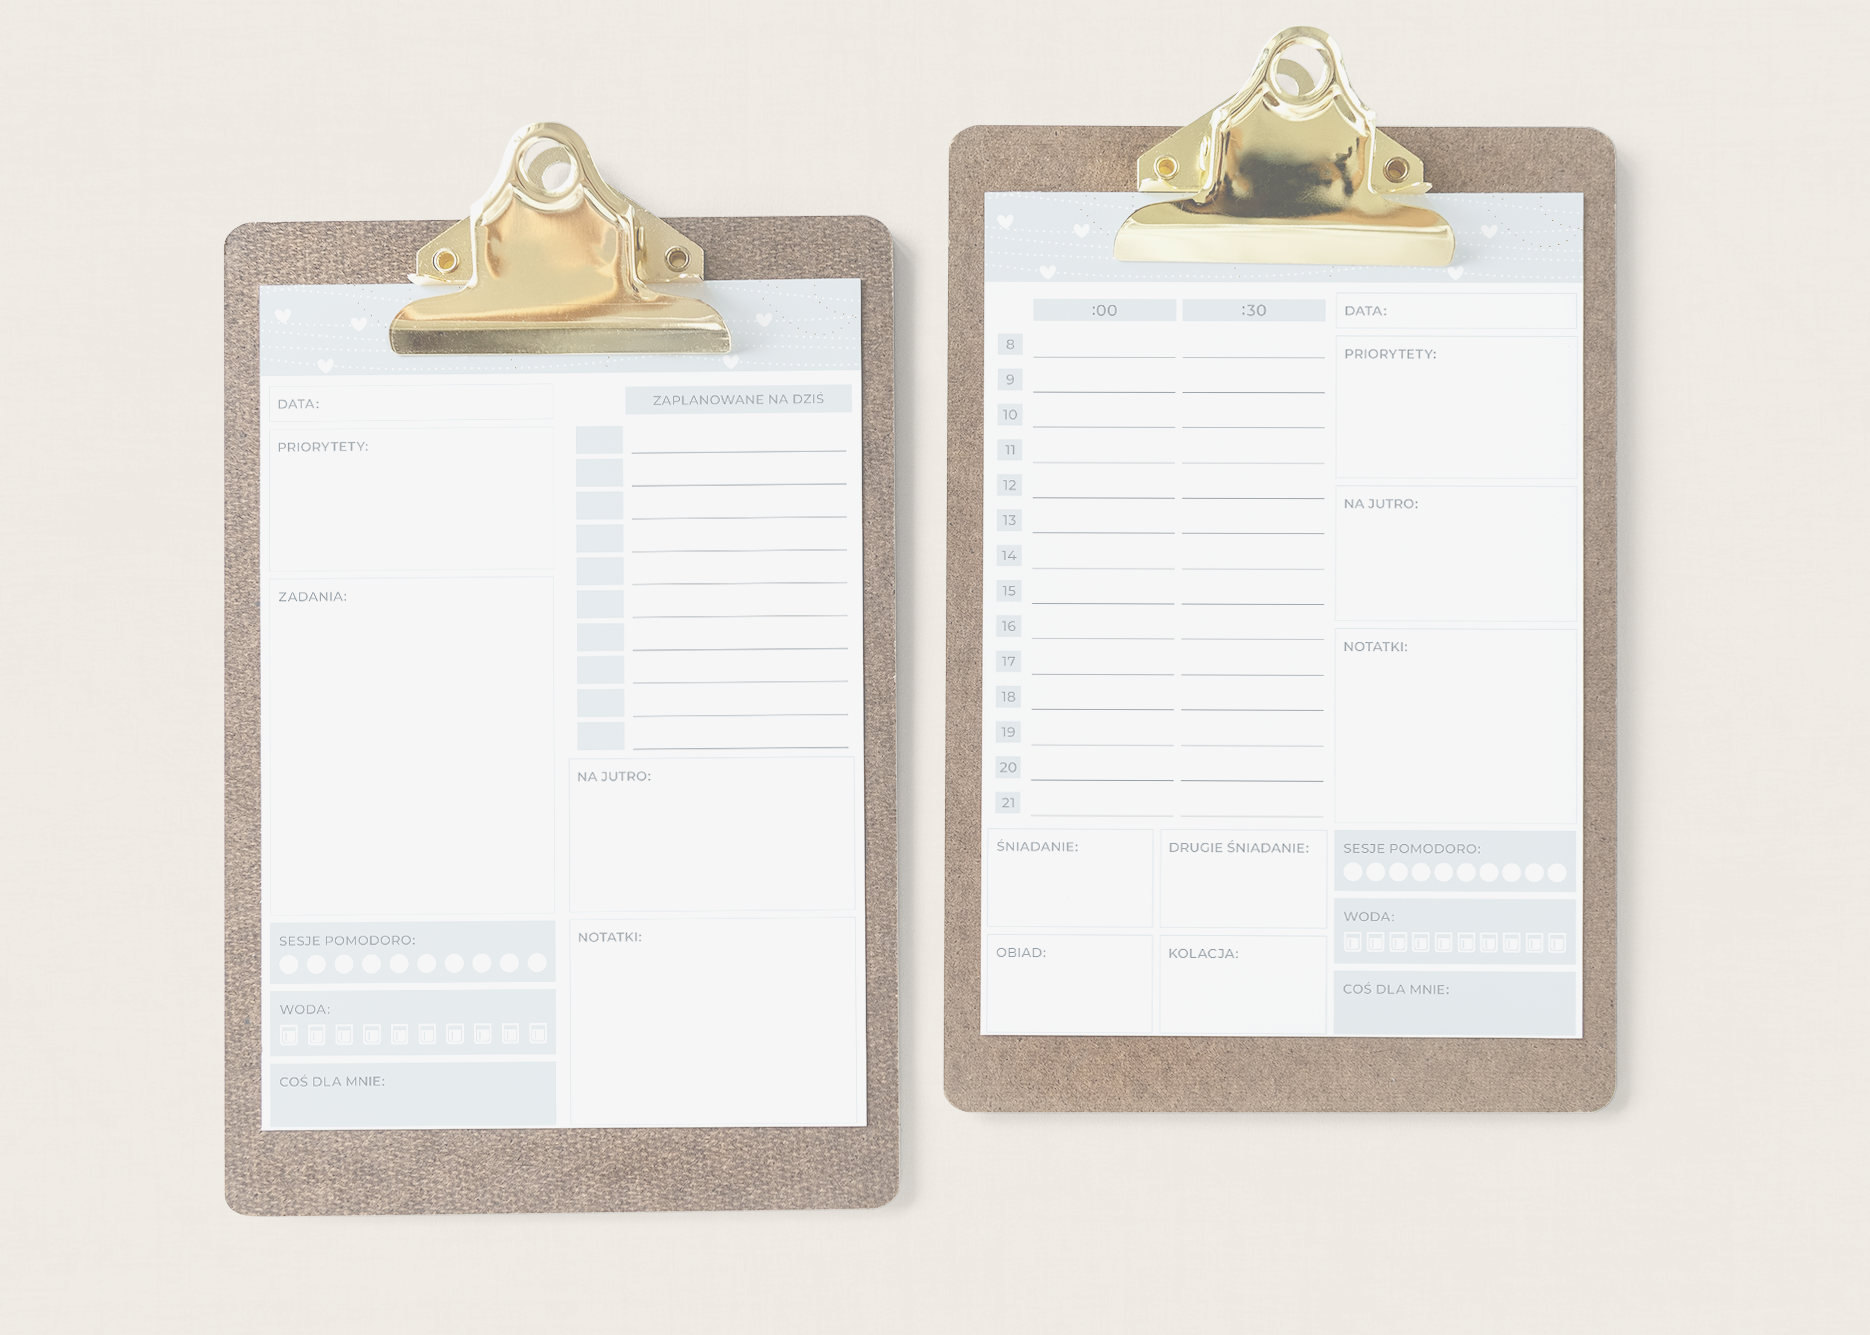 DATA:
PRIORYTETY:
ZADANIA:
SESJE POMODORO:
WODA:
COŚ DLA MNIE:
ZAPLANOWANE NA DZIŚ
NA JUTRO:
NOTATKI:
:00 :30
8
9
10
11
12
13
14
15
16
17
18
19
20
21
ŚNIADANIE:
DRUGIE ŚNIADANIE:
OBIAD:
KOLACJA:
DATA:
PRIORYTETY:
NA JUTRO:
NOTATKI:
SESJE POMODORO:
WODA:
COŚ DLA MNIE: